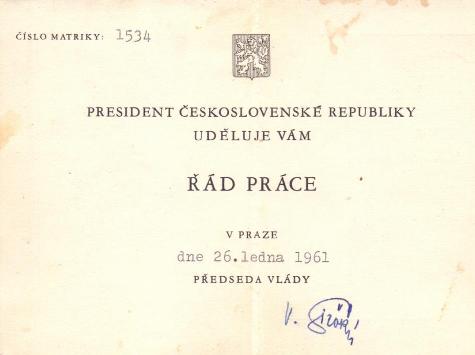 ČÍSLO MATRIKY: 1534
PRESIDENT ČESKOSLOVENSKÉ REPUBLIKY
UDĚLUJE VÁM
ŘÁD PRÁCE
V PRAZE
dne 26.ledna 1961
PŘEDSEDA VLÁDY
V. Široký